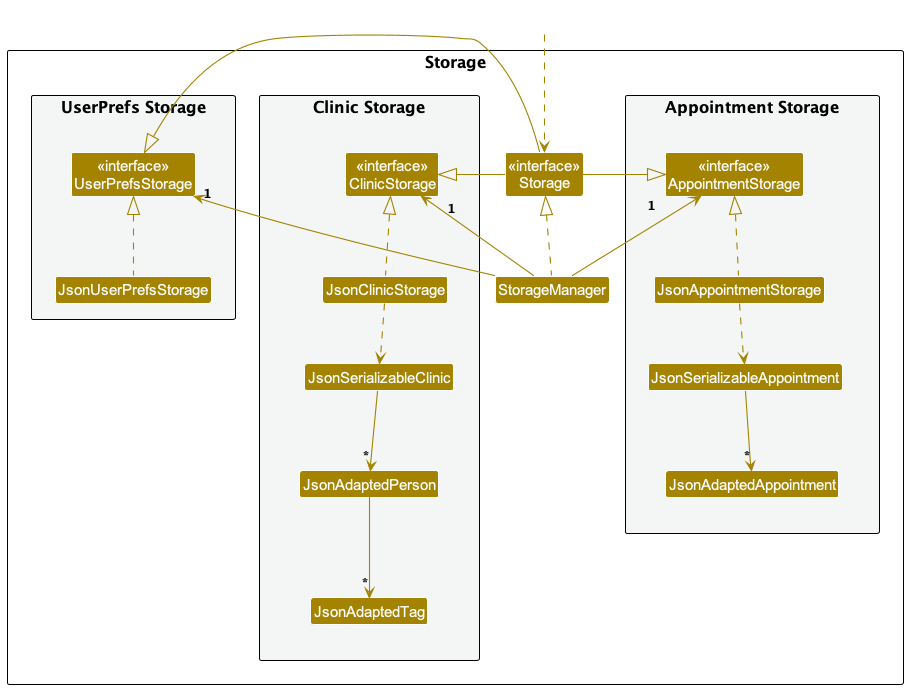 Storage
UserPrefs Storage
Clinic Storage
Appointment Storage
«interface»
UserPrefsStorage
«interface»
ClinicStorage
«interface»
Storage
«interface»
AppointmentStorage
1
1
1
JsonUserPrefsStorage
JsonClinicStorage
StorageManager
JsonAppointmentStorage
JsonSerializableClinic
JsonSerializableAppointment
*
*
JsonAdaptedPerson
JsonAdaptedAppointment
*
JsonAdaptedTag